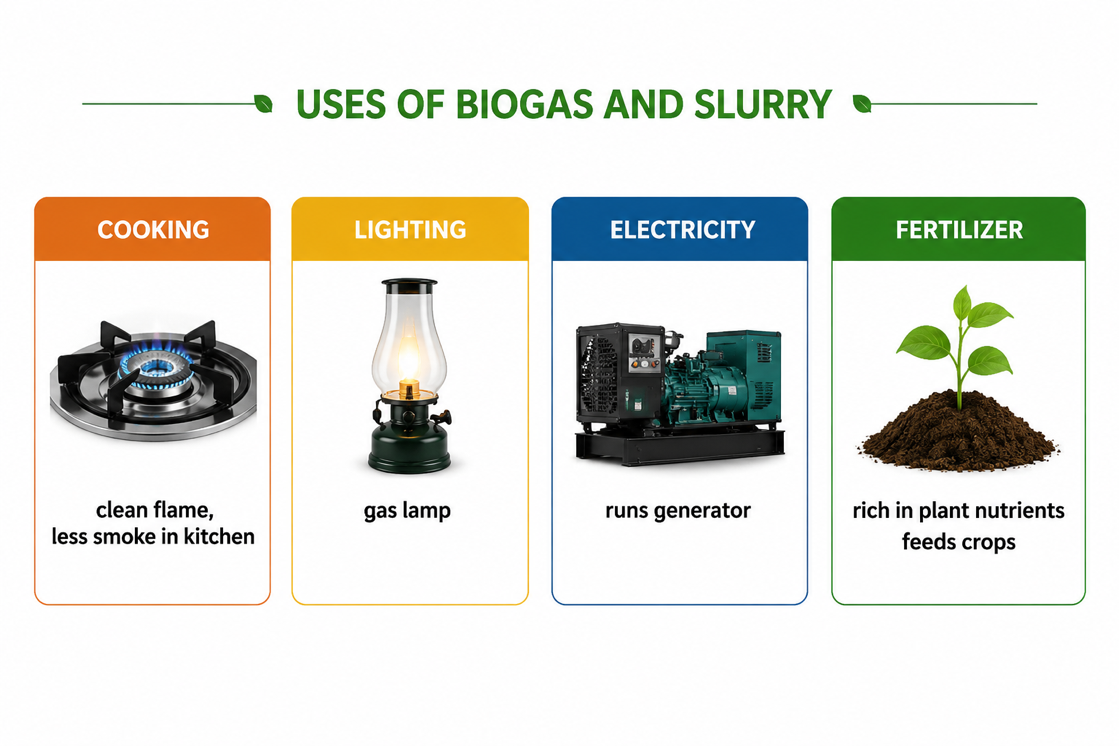 USES OF BIOGAS AND SLURRY
COOKING
clean flame,
less smoke in kitchen
LIGHTING
gas lamp
ELECTRICITY
runs generator
FERTILIZER
rich in plant nutrients
feeds crops